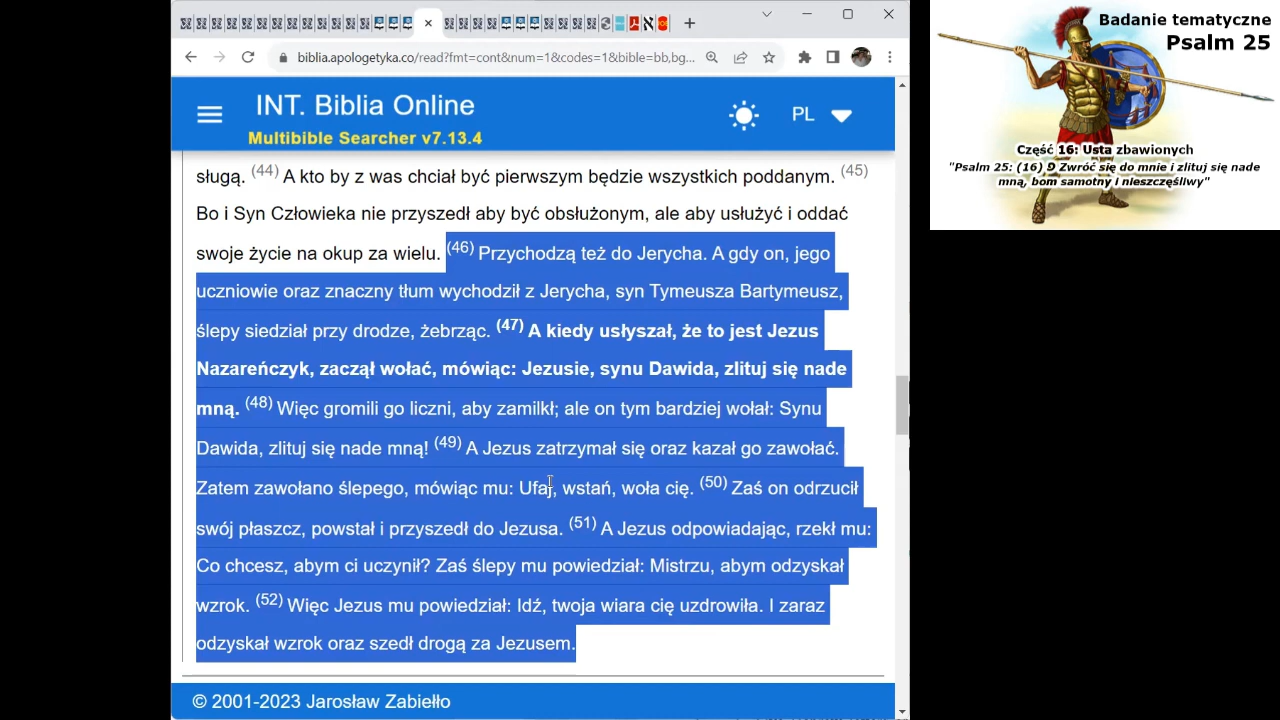 biblia.apologetyka.co/read?fmt=cont&num=1&codes=1&bible=bb,bg...
INT. Biblia Online
Multibible Searcher v7.13.4
PL
sługą. (44) A kto by z was chciał być pierwszym będzie wszystkich poddanym. (45)
Bo i Syn Człowieka nie przyszedł aby być obsłużonym, ale aby usłużyć i oddać
swoje życie na okup za wielu. (46) Przychodzą też do Jerycha. A gdy on, jego
uczniowie oraz znaczny tłum wychodził z Jerycha, syn Tymeusza Bartymeusz,
ślepy siedział przy drodze, żebrząc. (47) A kiedy usłyszał, że to jest Jezus
Nazareńczyk, zaczął wołać, mówiąc: Jezusie, synu Dawida, zlituj się nade
mną. (48) Więc gromili go liczni, aby zamilkł; ale on tym bardziej wołał: Synu
Dawida, zlituj się nade mną! (49) A Jezus zatrzymał się oraz kazał go zawołać.
Zatem zawołano ślepego, mówiąc mu: Ufaj, wstań, woła cię. (50) Zaś on odrzucił
swój płaszcz, powstał i przyszedł do Jezusa. (51) A Jezus odpowiadając, rzekł mu:
Co chcesz, abym ci uczynił? Zaś ślepy mu powiedział: Mistrzu, abym odzyskał
wzrok. (52) Więc Jezus mu powiedział: Idź, twoja wiara cię uzdrowiła. I zaraz
odzyskał wzrok oraz szedł drogą za Jezusem.
© 2001-2023 Jarosław Zabiełło
Badanie tematyczne
Psalm 25
Część 16: Usta zbawionych
"Psalm 25: (16) Zwróć się do mnie i zlituj się nade
mną, bom samotny i nieszczęśliwy"